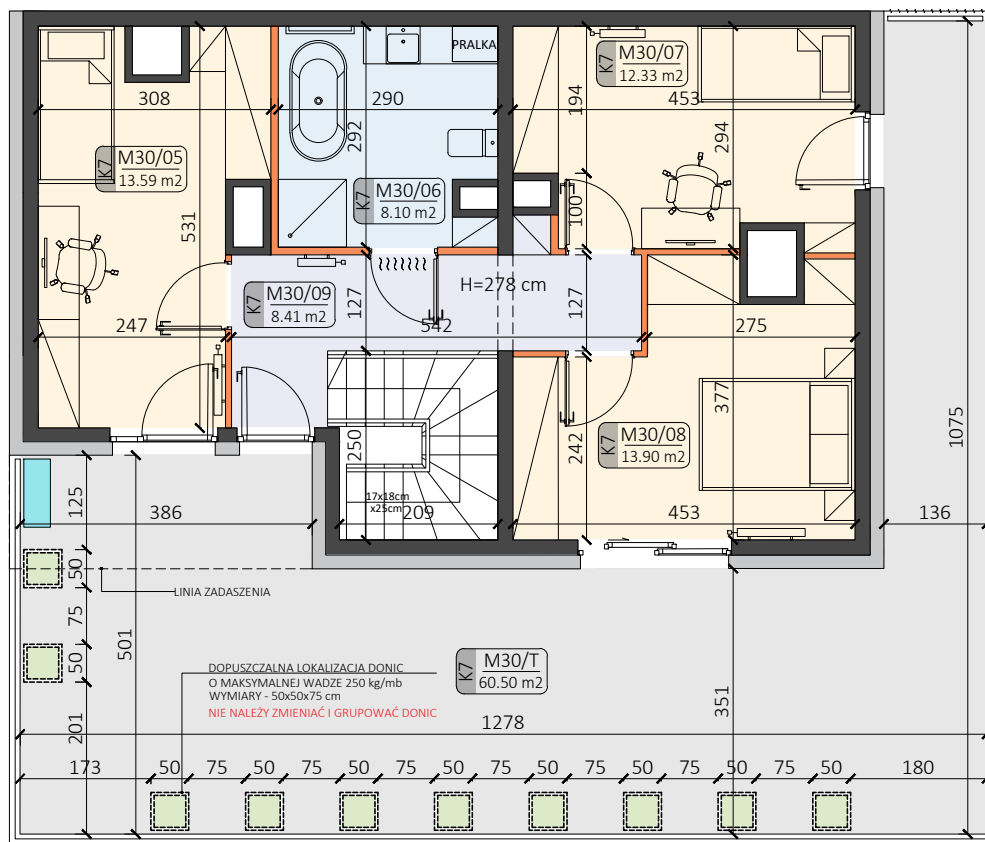 PRALKA
K7 M30/07
12.33 m2
308
290
453
194
294
292
K7 M30/05
13.59 m2
K7 M30/06
8.10 m2
531
100
H=278 cm
K7 M30/09
8.41 m2
127
127
247
542
275
377
1075
250
242
K7 M30/08
13.90 m2
17x18cm
x25cm
125
386
209
453
136
50
LINIA ZADASZENIA
75
501
50
DOPUSZCZALNA LOKALIZACJA DONIC
O MAKSYMALNEJ WADZE 250 kg/mb
WYMIARY - 50x50x75 cm
NIE NALEŻY ZMIENIAĆ I GRUPOWAĆ DONIC
K7 M30/T
60.50 m2
351
201
1278
173 50 75 50 75 50 75 50 75 50 75 50 75 50 75 50 180